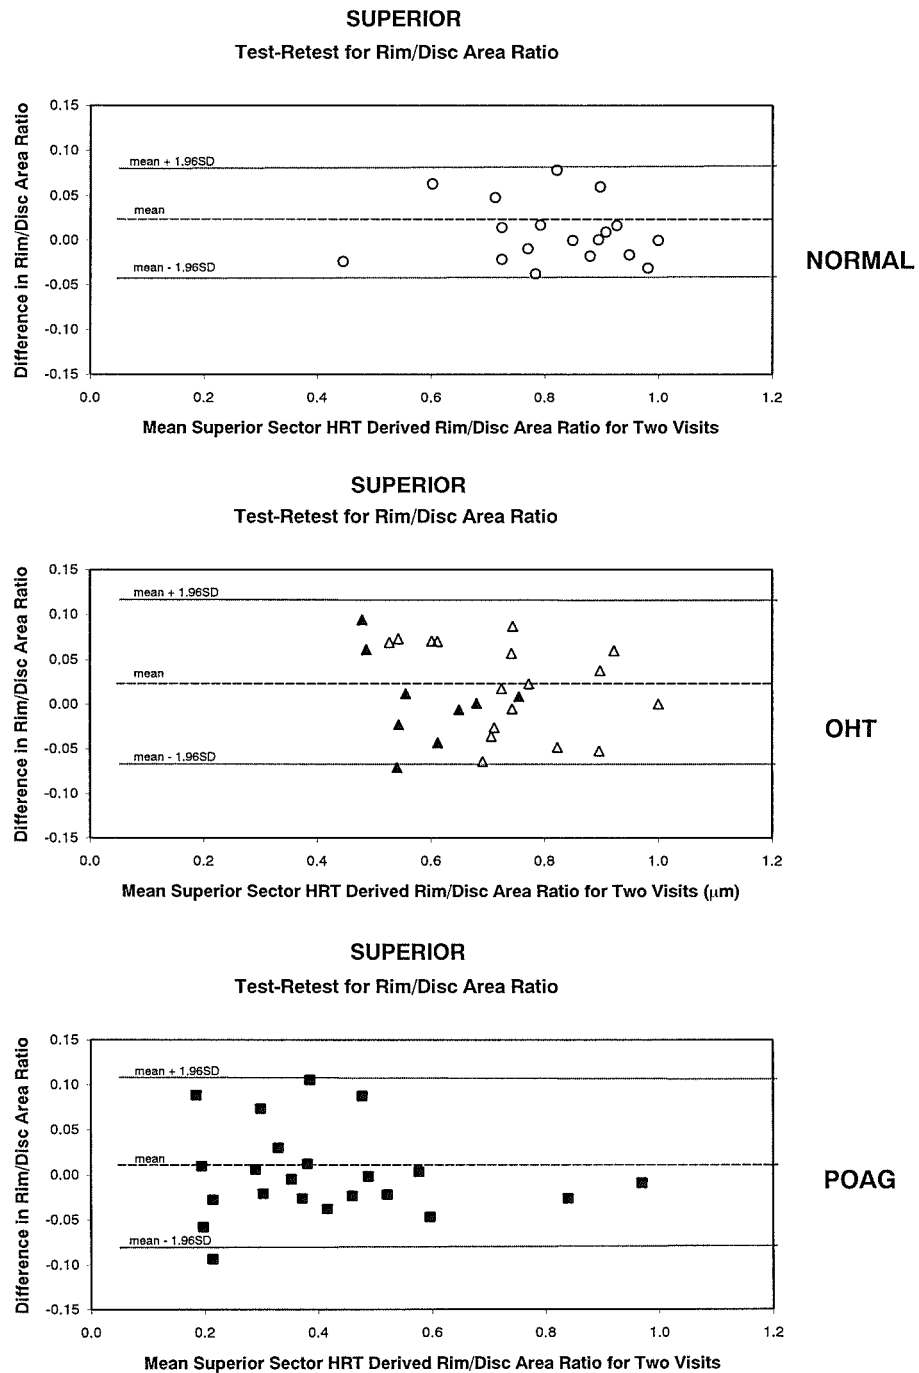 SUPERIOR
Test-Retest for Rim/Disc Area Ratio
Difference in Rim/Disc Area Ratio
0.15
0.10
0.05
0.00
-0.05
-0.10
-0.15
mean + 1.96SD
mean
mean - 1.96SD
NORMAL
0.0 0.2 0.4 0.6 0.8 1.0 1.2
Mean Superior Sector HRT Derived Rim/Disc Area Ratio for Two Visits
SUPERIOR
Test-Retest for Rim/Disc Area Ratio
Difference in Rim/Disc Area Ratio
0.15
0.10
0.05
0.00
-0.05
-0.10
-0.15
mean + 1.96SD
mean
mean - 1.96SD
OHT
0.0 0.2 0.4 0.6 0.8 1.0 1.2
Mean Superior Sector HRT Derived Rim/Disc Area Ratio for Two Visits (μm)
SUPERIOR
Test-Retest for Rim/Disc Area Ratio
Difference in Rim/Disc Area Ratio
0.15
0.10
0.05
0.00
-0.05
-0.10
-0.15
mean + 1.96SD
mean
mean - 1.96SD
POAG
0.0 0.2 0.4 0.6 0.8 1.0 1.2
Mean Superior Sector HRT Derived Rim/Disc Area Ratio for Two Visits